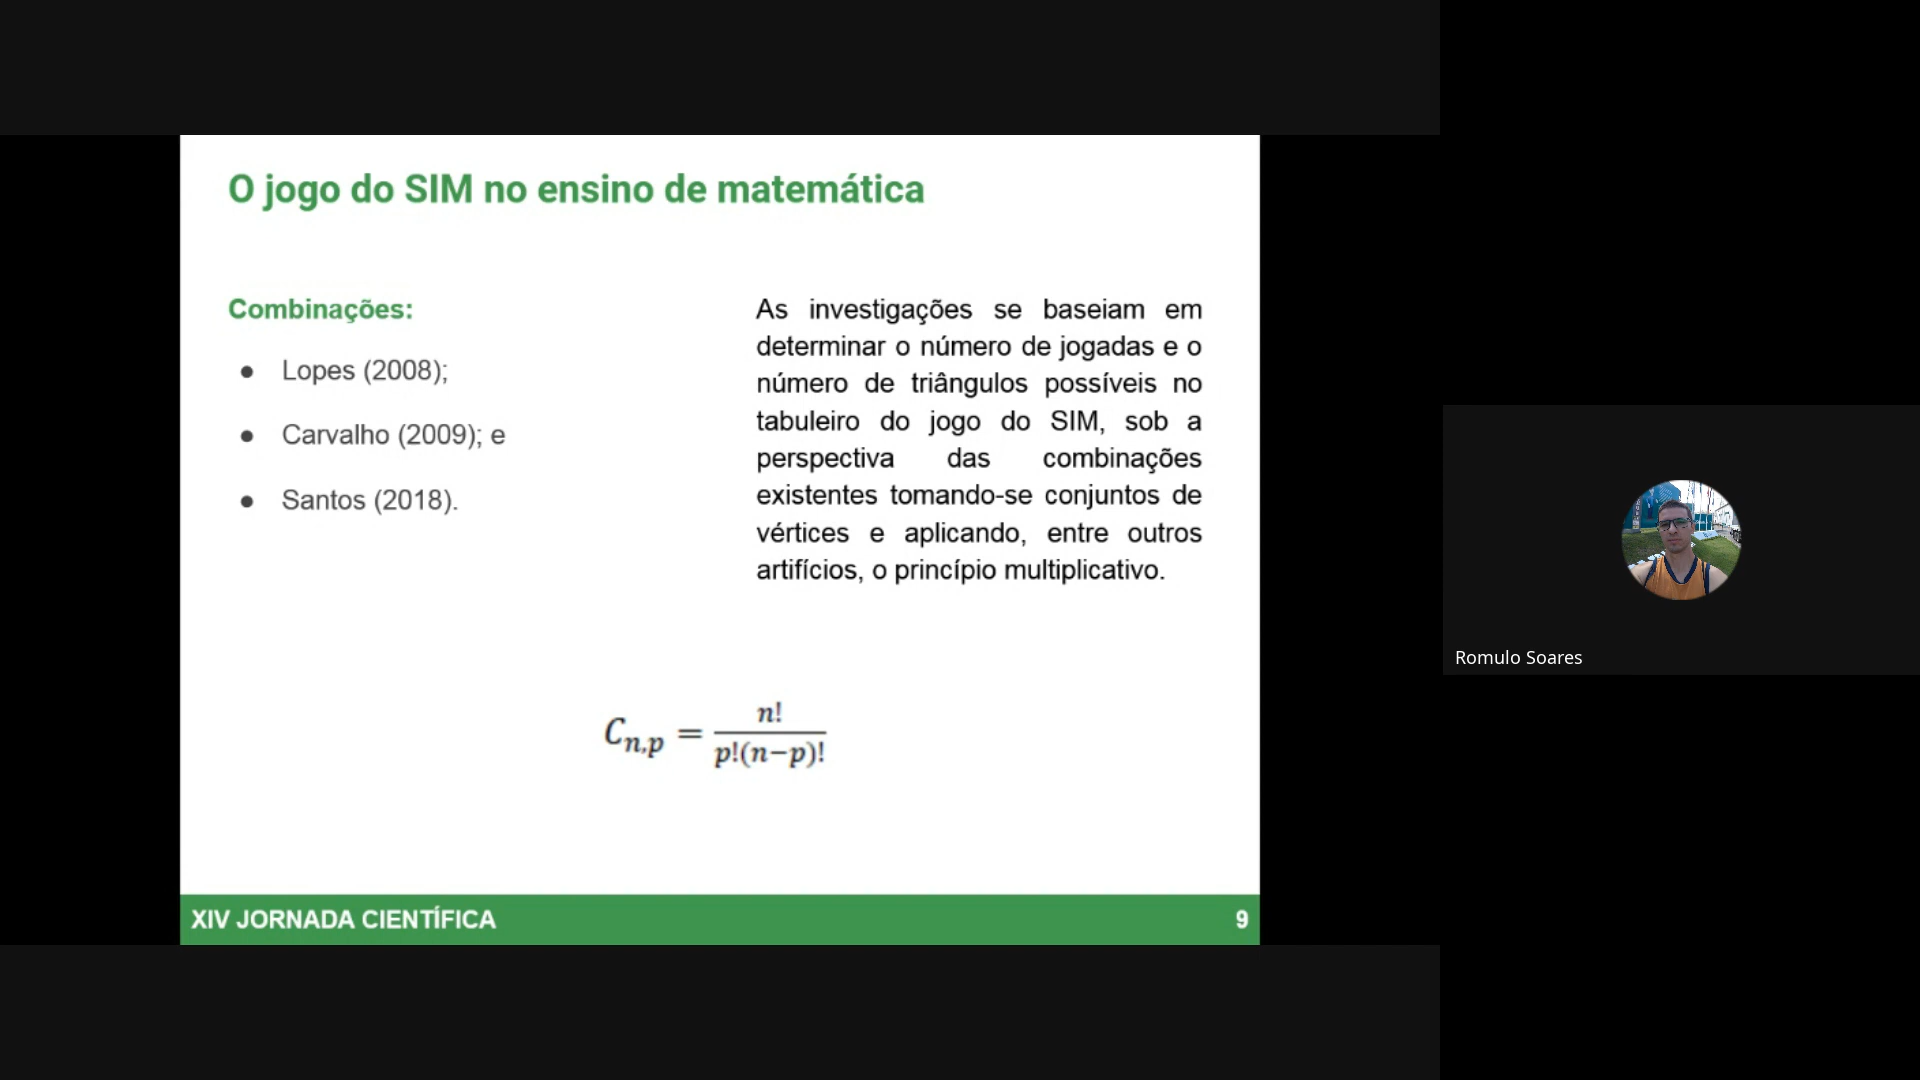 O jogo do SIM no ensino de matemática
Combinações:
● Lopes (2008);
● Carvalho (2009); e
● Santos (2018).
As investigações se baseiam em
determinar o número de jogadas e o
número de triângulos possíveis no
tabuleiro do jogo do SIM, sob a
perspectiva das combinações
existentes tomando-se conjuntos de
vértices e aplicando, entre outros
artifícios, o princípio multiplicativo.
C_{n,p} = \frac{n!}{p!(n-p)!}
XIV JORNADA CIENTÍFICA 9
Romulo Soares